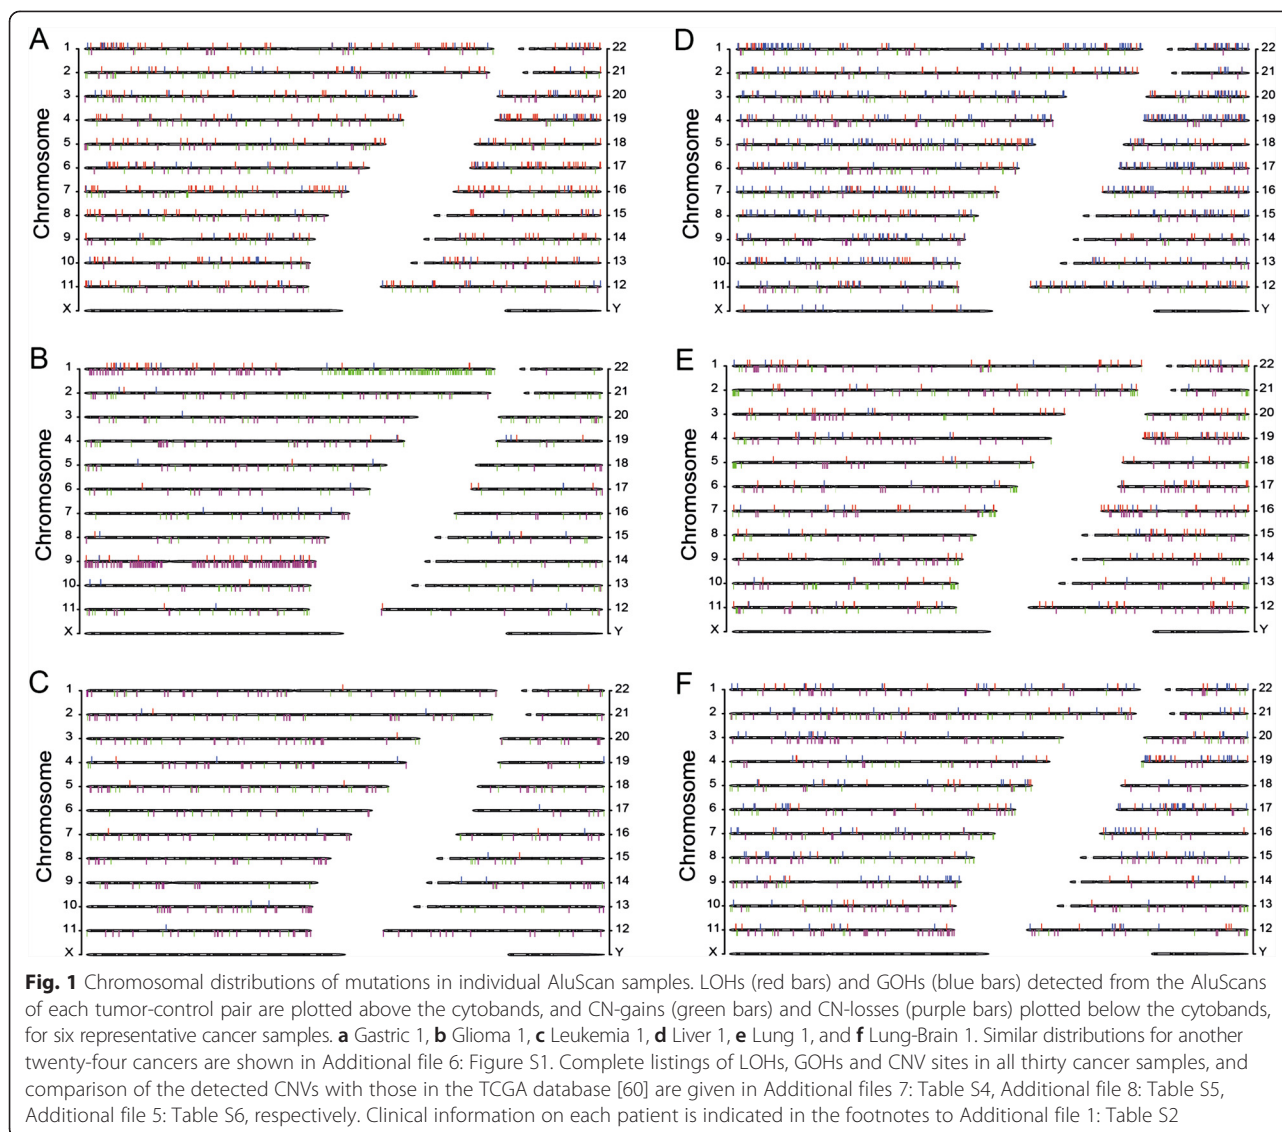 A
Chromosome
1 22
2 21
3 20
4 19
5 18
6 17
7 16
8 15
9 14
10 13
11 12
X Y
B
Chromosome
1 22
2 21
3 20
4 19
5 18
6 17
7 16
8 15
9 14
10 13
11 12
X Y
C
Chromosome
1 22
2 21
3 20
4 19
5 18
6 17
7 16
8 15
9 14
10 13
11 12
X Y
D
Chromosome
1 22
2 21
3 20
4 19
5 18
6 17
7 16
8 15
9 14
10 13
11 12
X Y
E
Chromosome
1 22
2 21
3 20
4 19
5 18
6 17
7 16
8 15
9 14
10 13
11 12
X Y
F
Chromosome
1 22
2 21
3 20
4 19
5 18
6 17
7 16
8 15
9 14
10 13
11 12
X Y
Fig. 1 Chromosomal distributions of mutations in individual AluScan samples. LOHs (red bars) and GOHs (blue bars) detected from the AluScans
of each tumor-control pair are plotted above the cytobands, and CN-gains (green bars) and CN-losses (purple bars) plotted below the cytobands,
for six representative cancer samples. a Gastric 1, b Glioma 1, c Leukemia 1, d Liver 1, e Lung 1, and f Lung-Brain 1. Similar distributions for another
twenty-four cancers are shown in Additional file 6: Figure S1. Complete listings of LOHs, GOHs and CNV sites in all thirty cancer samples, and
comparison of the detected CNVs with those in the TCGA database [60] are given in Additional files 7: Table S4, Additional file 8: Table S5,
Additional file 5: Table S6, respectively. Clinical information on each patient is indicated in the footnotes to Additional file 1: Table S2